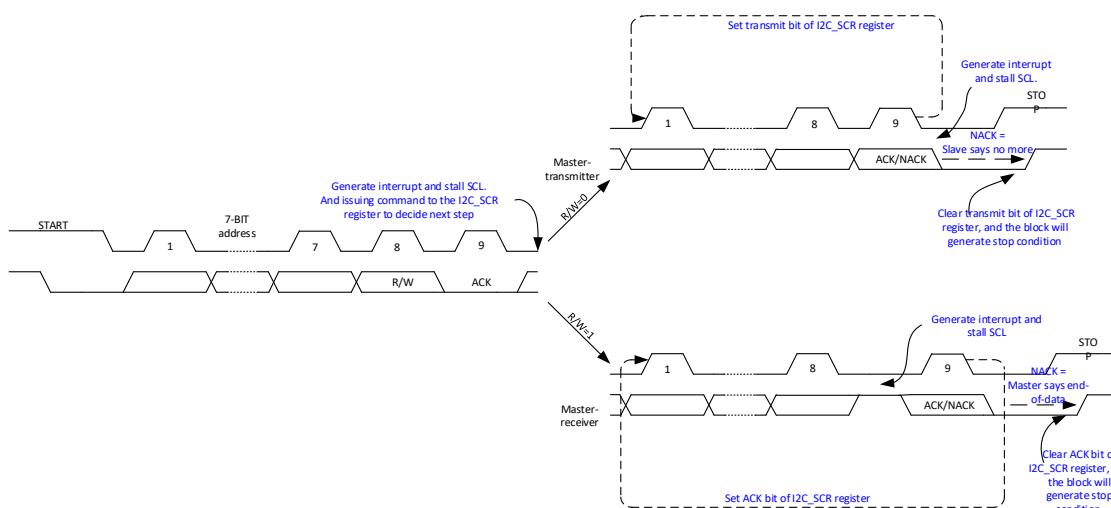 Set transmit bit of I2C_SCR register
Generate interrupt
and stall SCL.
STO
P
1
8
9
NACK =
Slave says no more
Master-
transmitter
ACK/NACK
Generate interrupt and stall SCL.
And issuing command to the I2C_SCR
register to decide next step
R/W=0
Clear transmit bit of I2C_SCR
register, and the block will
generate stop condition
START
7-BIT
address
1
7
8
9
R/W
ACK
R/W=1
Generate interrupt and
stall SCL
STO
P
1
8
9
NACK =
Master says end-
of-data
Master-
receiver
ACK/NACK
Clear ACK bit o
I2C_SCR register,
the block will
generate stop
condition
Set ACK bit of I2C_SCR register